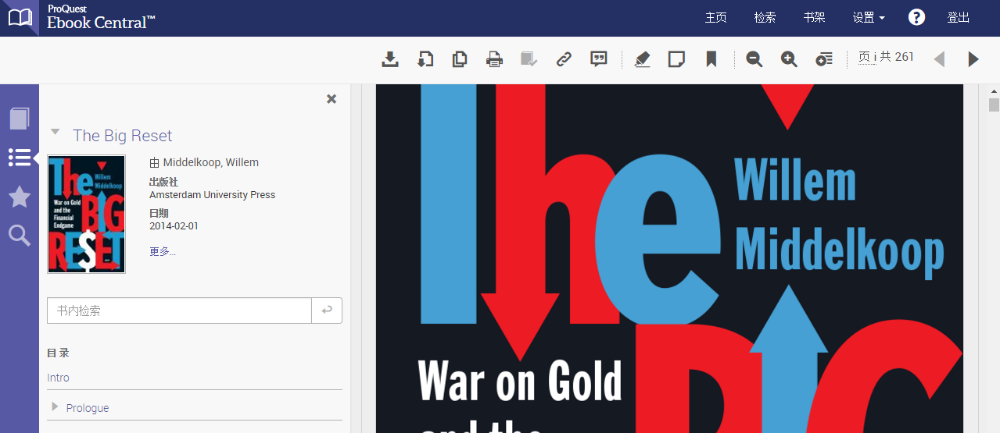 ProQuest
Ebook Central™
主页 检索 书架 设置 ? 登出
页 i 共 261
The Big Reset
由 Middelkoop, Willem
出版社
Amsterdam University Press
日期
2014-02-01
更多...
The
Willem
Middelkoop
War on Gold
and the
Financial
Endgame
BIG
RESET
书内检索
目录
Intro
Prologue
The
Willem
Middelkoop
War on Gold
and the
BIG